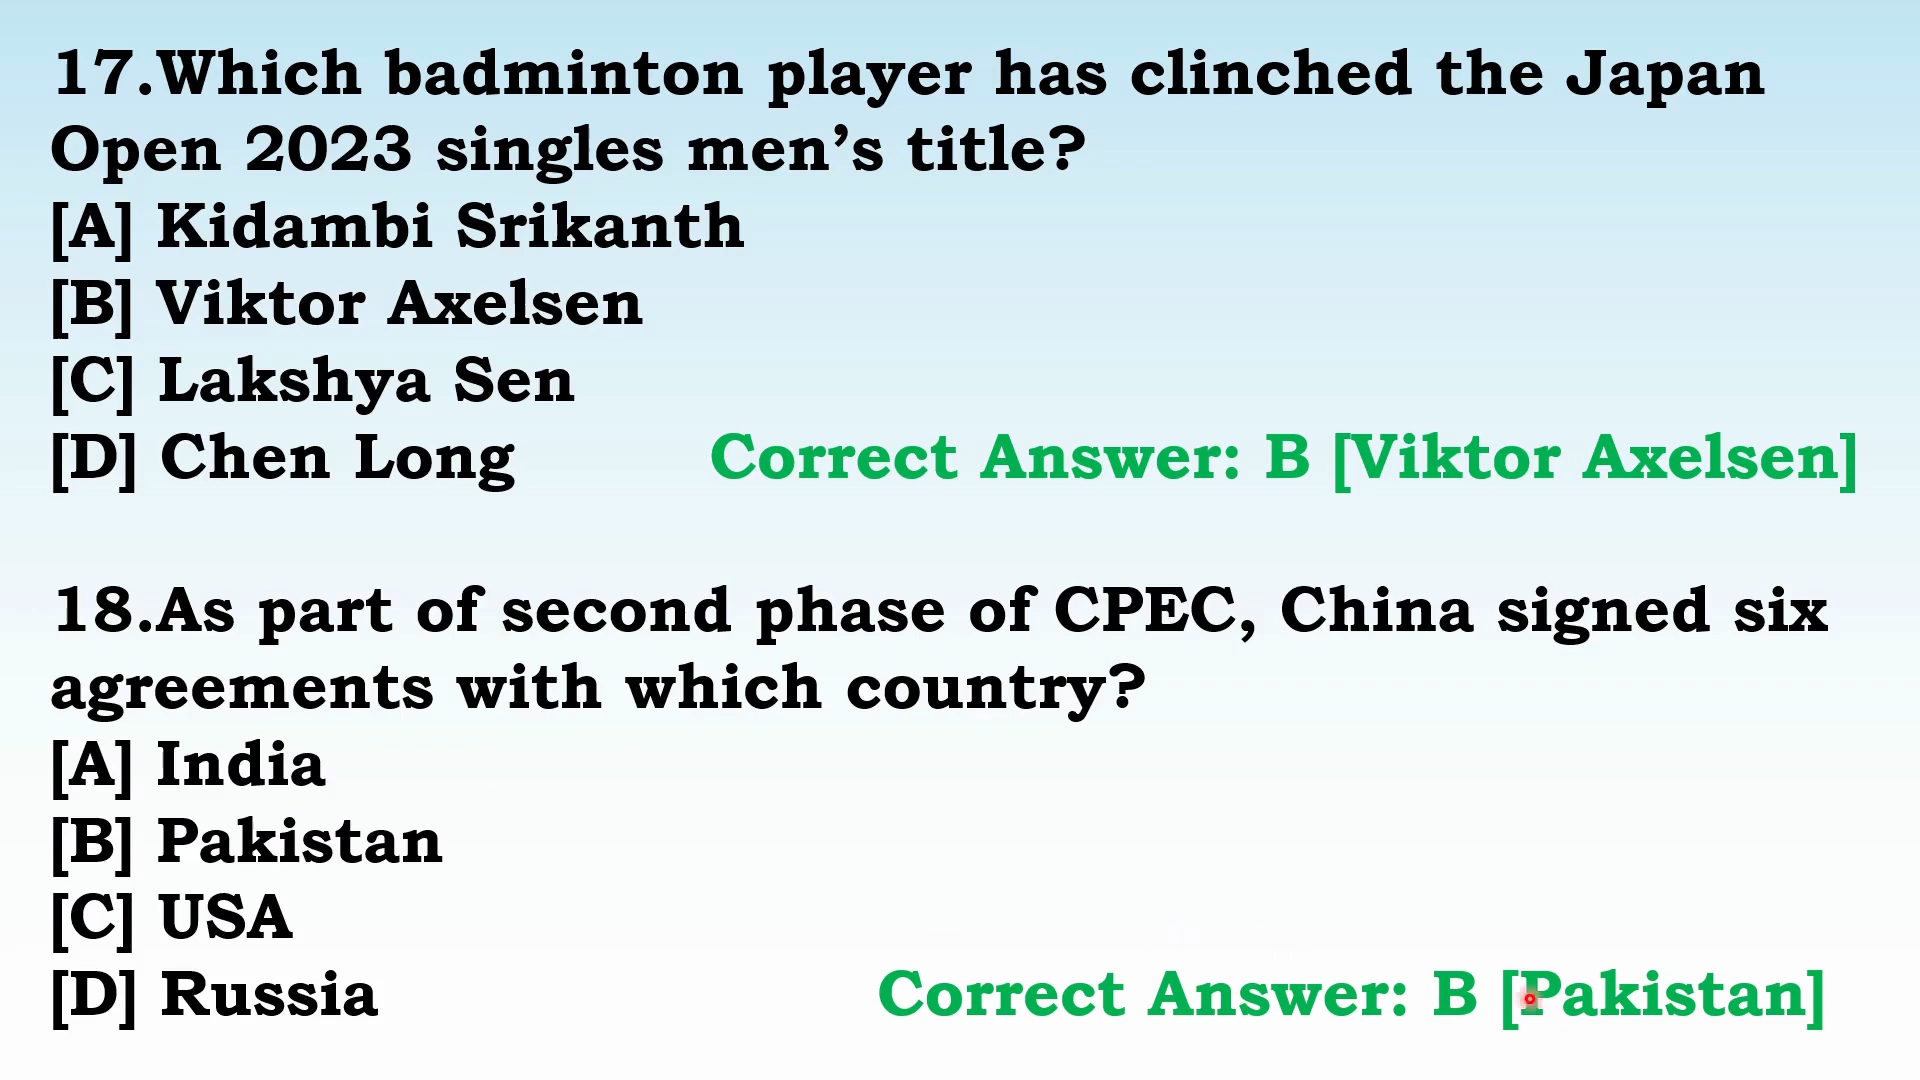 17.Which badminton player has clinched the Japan
Open 2023 singles men’s title?
[A] Kidambi Srikanth
[B] Viktor Axelsen
[C] Lakshya Sen
[D] Chen Long Correct Answer: B [Viktor Axelsen]
18.As part of second phase of CPEC, China signed six
agreements with which country?
[A] India
[B] Pakistan
[C] USA
[D] Russia Correct Answer: B [Pakistan]